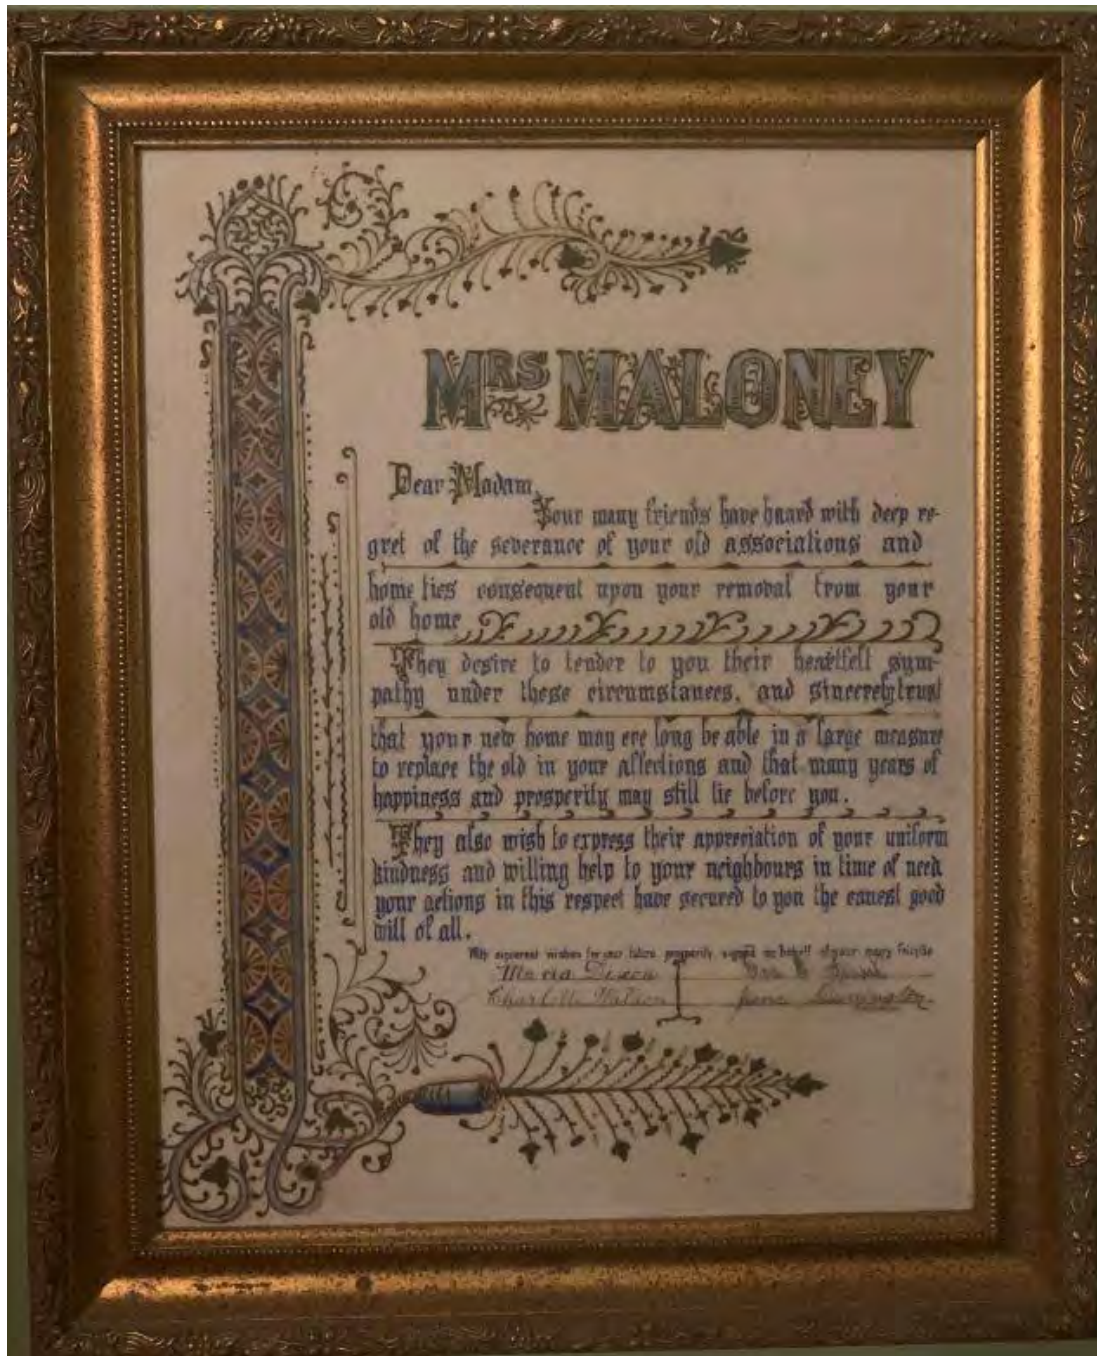 MRS MALONEY
Dear Madam,
Your many friends have heard with deep re-
gret of the severance of your old associations and
home ties consequent upon your removal from your
old home
They desire to tender to you their heartfelt sym-
pathy under these circumstances, and sincerely trust
that your new home may ere long be able in a large measure
to replace the old in your affections and that many years of
happiness and prosperity may still lie before you.
They also wish to express their appreciation of your uniform
kindness and willing help to your neighbours in time of need
your actions in this respect have secured to you the eanest good
will of all.
wishes for your future prosperity signed on behalf of your many friends
Maria Dixon Mrs
Charlotte Watson Jane